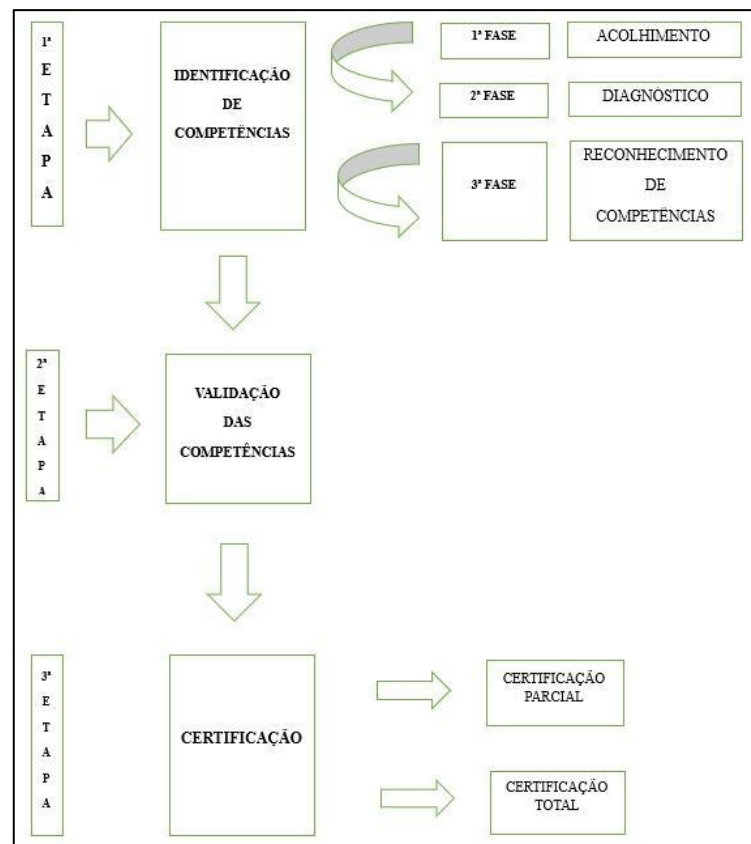 1ª
E
T
A
P
A
IDENTIFICAÇÃO
DE
COMPETÊNCIAS
1ª FASE
ACOLHIMENTO
2ª FASE
DIAGNÓSTICO
3ª FASE
RECONHECIMENTO
DE
COMPETÊNCIAS
2ª
E
T
A
P
A
VALIDAÇÃO
DAS
COMPETÊNCIAS
3ª
E
T
A
P
A
CERTIFICAÇÃO
CERTIFICAÇÃO
PARCIAL
CERTIFICAÇÃO
TOTAL